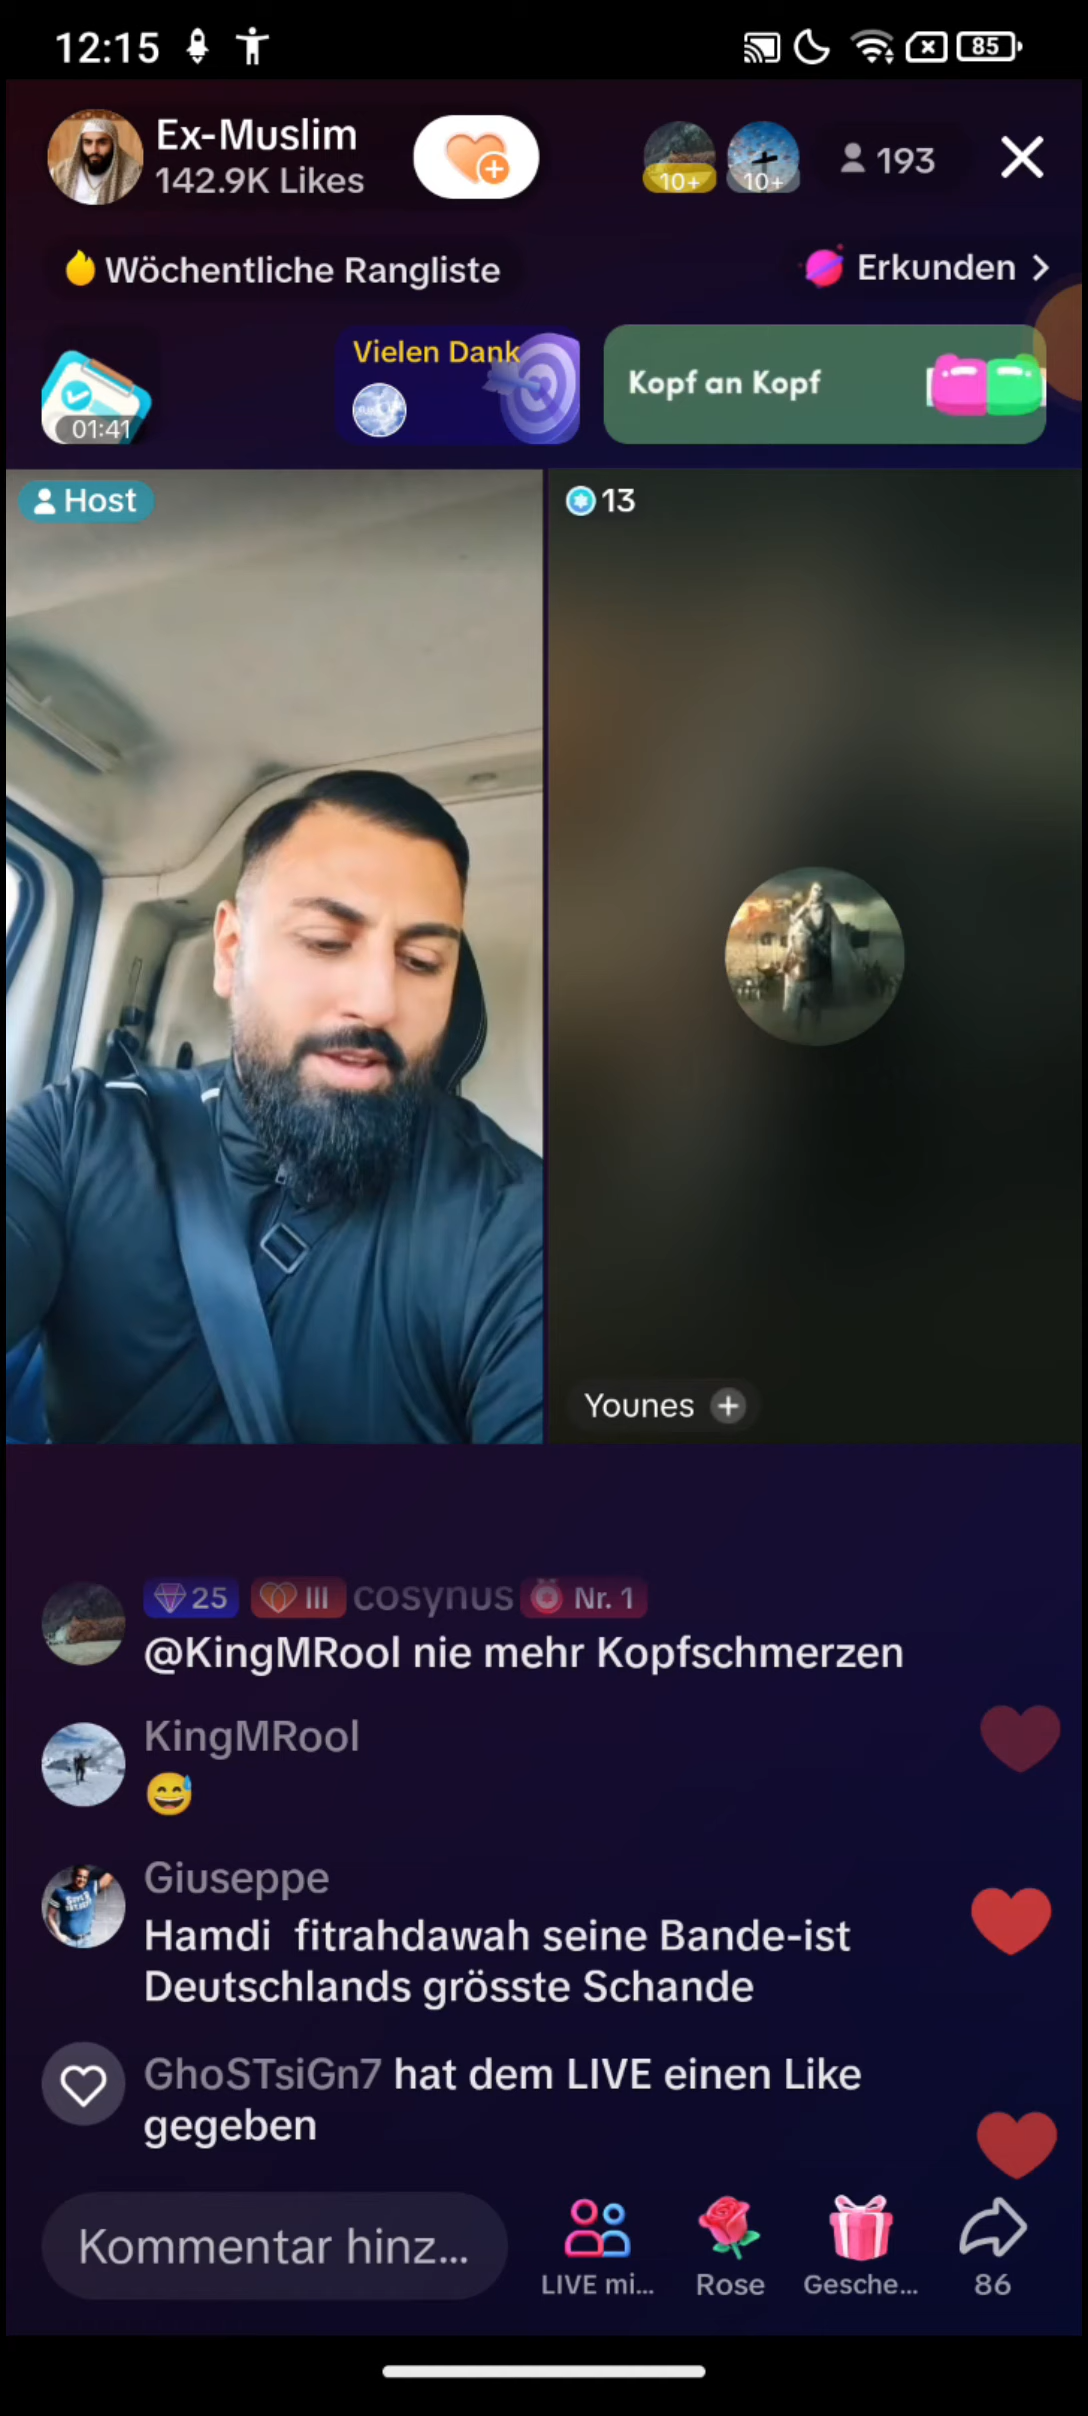 12:15
85
Ex-Muslim
142.9K Likes
10+
10+
193
Wöchentliche Rangliste
Erkunden >
01:41
Vielen Dank
Kopf an Kopf
Host
13
Younes +
25 III cosynus Nr. 1
@KingMRool nie mehr Kopfschmerzen
KingMRool
Giuseppe
Hamdi  fitrahdawah seine Bande-ist
Deutschlands grösste Schande
GhoSTsiGn7 hat dem LIVE einen Like
gegeben
Kommentar hinz...
LIVE mi...
Rose
Gesche...
86